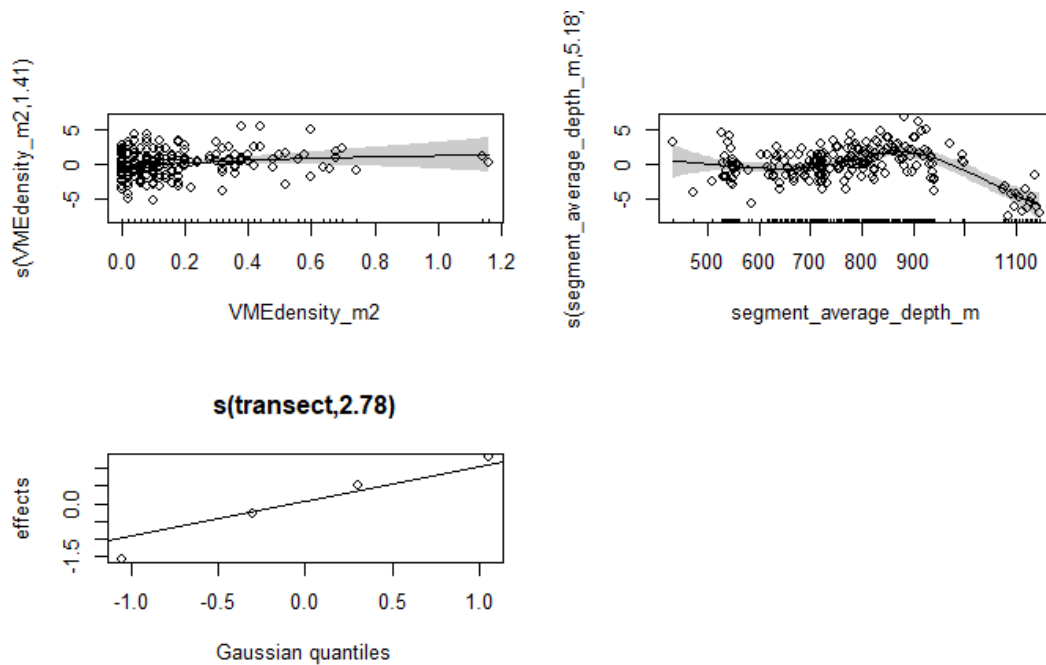 s(VMEdensity_m2,1.41)
5
0
-5
0.0 0.2 0.4 0.6 0.8 1.0 1.2
VMEdensity_m2
s(segment_average_depth_m,5.18)
5
0
-5
500 600 700 800 900 1100
segment_average_depth_m
s(transect,2.78)
effects
0.0
-1.5
-1.0 -0.5 0.0 0.5 1.0
Gaussian quantiles